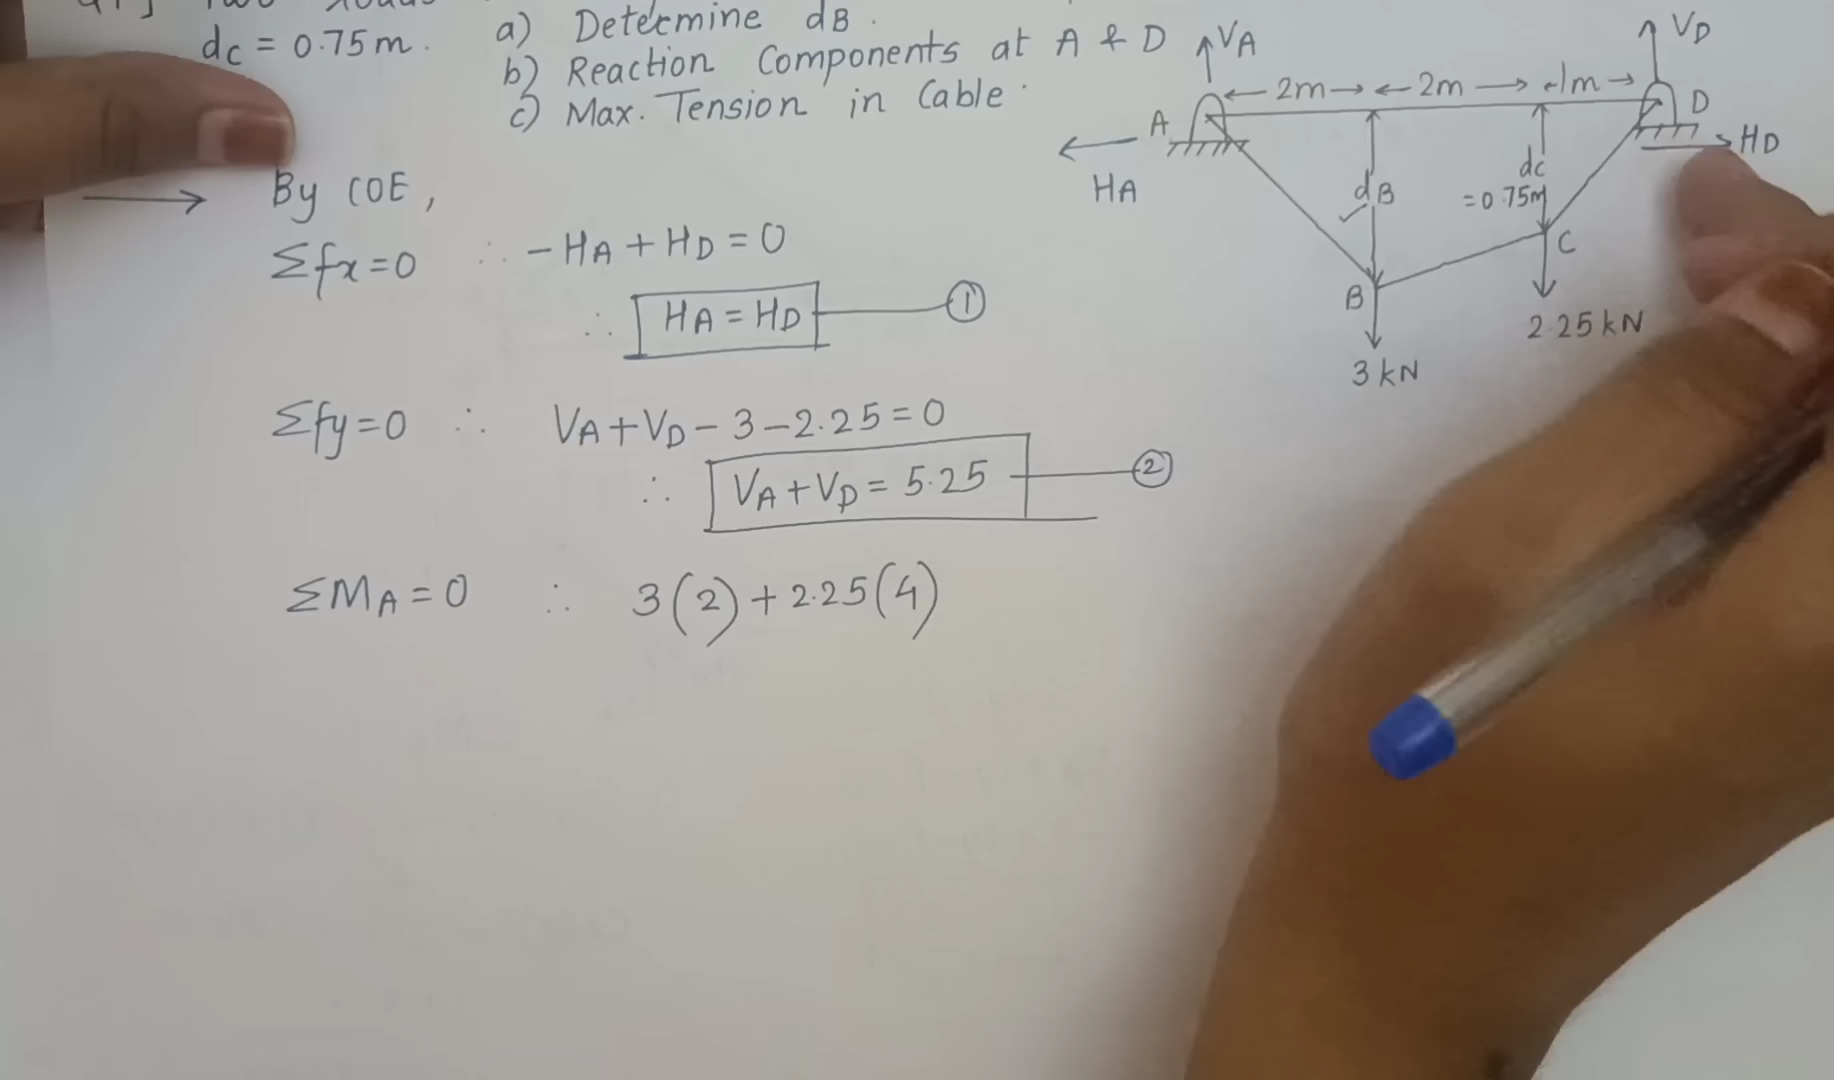 dc = 0.75m.
a) Determine dB.
b) Reaction Components at A & D
c) Max. Tension in Cable.
VA
VD
2m
2m
1m
A
D
HA
HD
dB
dc
=0.75m
B
C
3 kN
2.25 kN
By COE,
Σfx=0 ∴ -HA+HD=0
∴ HA=HD ①
Σfy=0 ∴ VA+VD-3-2.25=0
∴ VA+VD=5.25 ②
ΣMA=0 ∴ 3(2)+2.25(4)